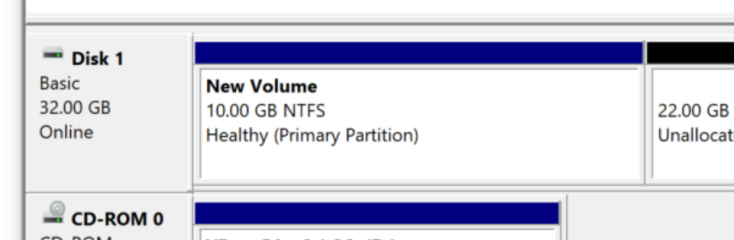 Disk 1
Basic
32.00 GB
Online
New Volume
10.00 GB NTFS
Healthy (Primary Partition)
22.00 GB
Unallocat
CD-ROM 0